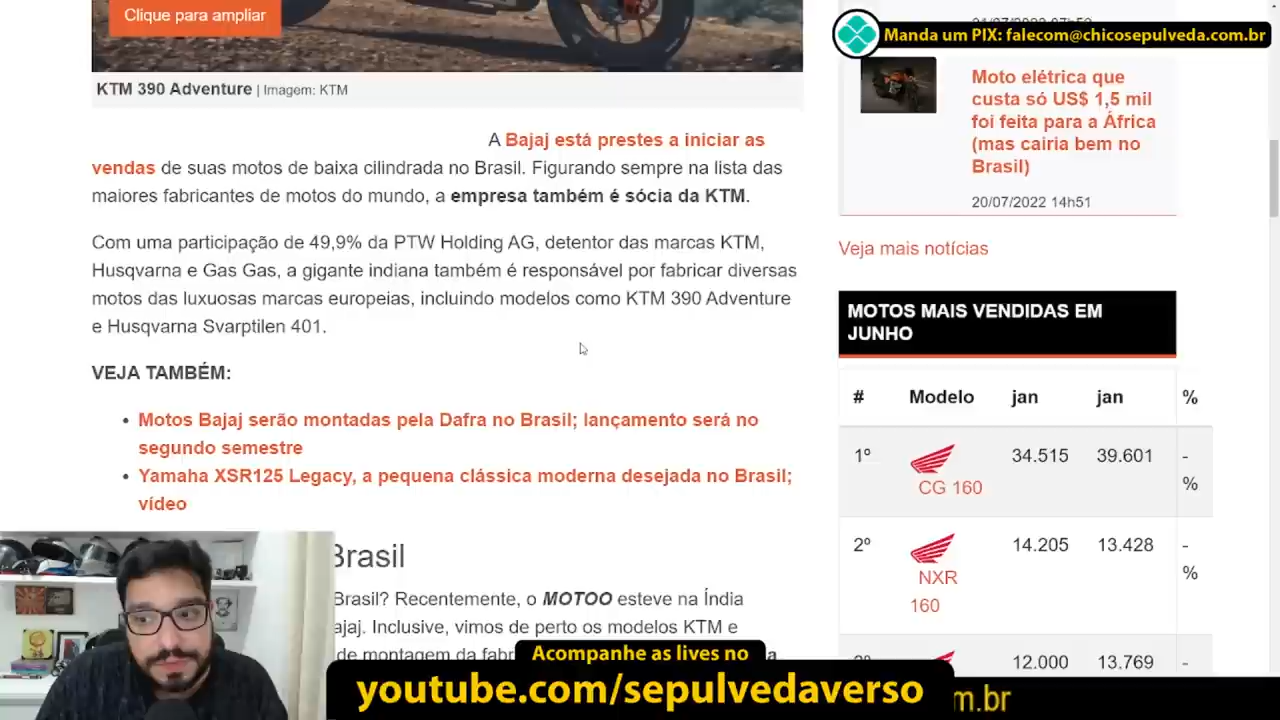 Clique para ampliar
KTM 390 Adventure | Imagem: KTM
A Bajaj está prestes a iniciar as
vendas de suas motos de baixa cilindrada no Brasil. Figurando sempre na lista das
maiores fabricantes de motos do mundo, a empresa também é sócia da KTM.
Com uma participação de 49,9% da PTW Holding AG, detentor das marcas KTM,
Husqvarna e Gas Gas, a gigante indiana também é responsável por fabricar diversas
motos das luxuosas marcas europeias, incluindo modelos como KTM 390 Adventure
e Husqvarna Svarptilen 401.
VEJA TAMBÉM:
• Motos Bajaj serão montadas pela Dafra no Brasil; lançamento será no
segundo semestre
• Yamaha XSR125 Legacy, a pequena clássica moderna desejada no Brasil;
vídeo
Brasil
Brasil? Recentemente, o MOTOO esteve na Índia
ajaj. Inclusive, vimos de perto os modelos KTM e
de montagem da
Manda um PIX: falecom@chicosepulveda.com.br
Moto elétrica que
custa só US$ 1,5 mil
foi feita para a África
(mas cairia bem no
Brasil)
20/07/2022 14h51
Veja mais notícias
MOTOS MAIS VENDIDAS EM
JUNHO
# Modelo jan jan %
1º CG 160 34.515 39.601 - %
2º NXR 160 14.205 13.428 - %
12.000 13.769 -
Acompanhe as lives no
youtube.com/sepulvedaverso
m.br